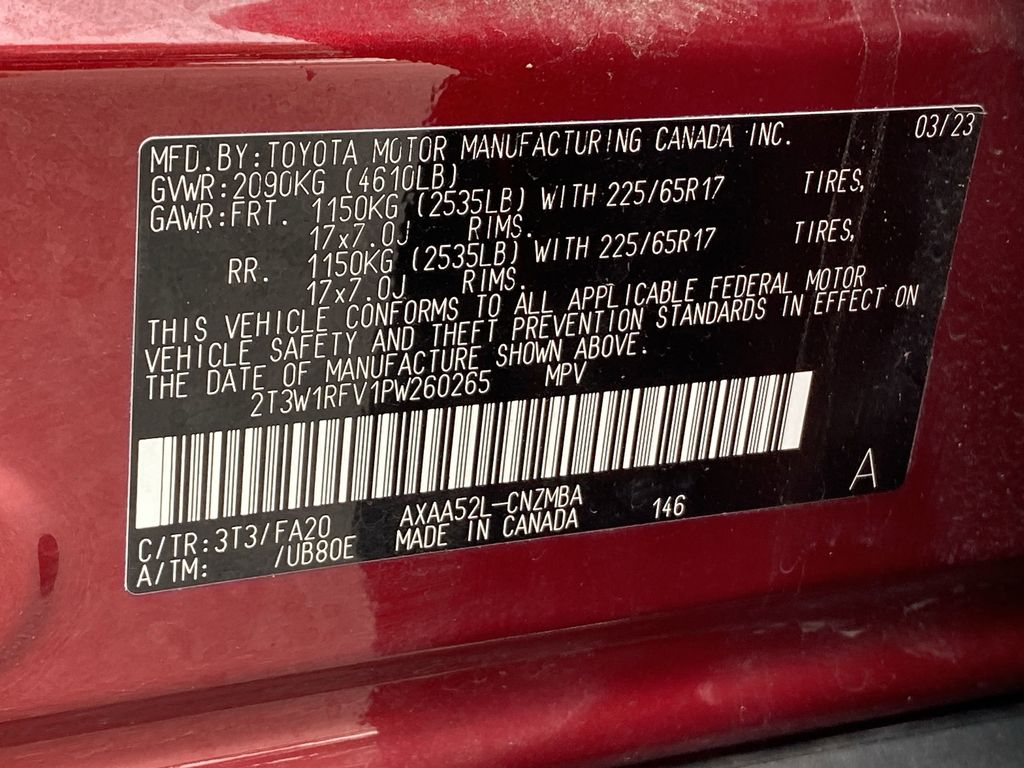 03/23
MFD.BY:TOYOTA MOTOR MANUFACTURING CANADA INC.
GVWR:2090KG (4610LB)
GAWR:FRT. 1150KG (2535LB) WITH 225/65R17 TIRES,
17x7.0J RIMS.
RR. 1150KG (2535LB) WITH 225/65R17 TIRES,
17x7.0J RIMS.
THIS VEHICLE CONFORMS TO ALL APPLICABLE FEDERAL MOTOR
VEHICLE SAFETY AND THEFT PREVENTION STANDARDS IN EFFECT ON
THE DATE OF MANUFACTURE SHOWN ABOVE.
2T3W1RFV1PW260265 MPV
A
C/TR:3T3/FA20 AXAA52L-CNZMBA 146
A/TM: /UB80E MADE IN CANADA